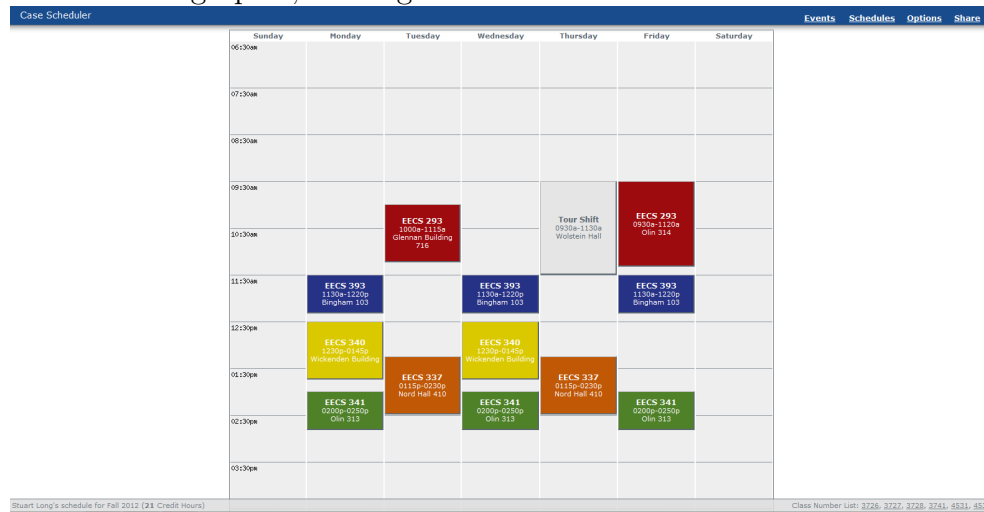 Case Scheduler
Events Schedules Options Share
Sunday Monday Tuesday Wednesday Thursday Friday Saturday
06:30am
07:30am
08:30am
09:30am
10:30am
11:30am
12:30pm
01:30pm
02:30pm
03:30pm
EECS 393
1130a-1220p
Bingham 103
EECS 340
1230p-0145p
Wickenden Building
EECS 341
0200p-0250p
Olin 313
EECS 293
1000a-1115a
Glennan Building
716
EECS 337
0115p-0230p
Nord Hall 410
EECS 393
1130a-1220p
Bingham 103
EECS 340
1230p-0145p
Wickenden Building
EECS 341
0200p-0250p
Olin 313
Tour Shift
0930a-1130a
Wolstein Hall
EECS 337
0115p-0230p
Nord Hall 410
EECS 293
0930a-1120a
Olin 314
EECS 393
1130a-1220p
Bingham 103
EECS 341
0200p-0250p
Olin 313
Stuart Long's schedule for Fall 2012 (21 Credit Hours)
Class Number List: 3726, 3727, 3728, 3741, 4531,